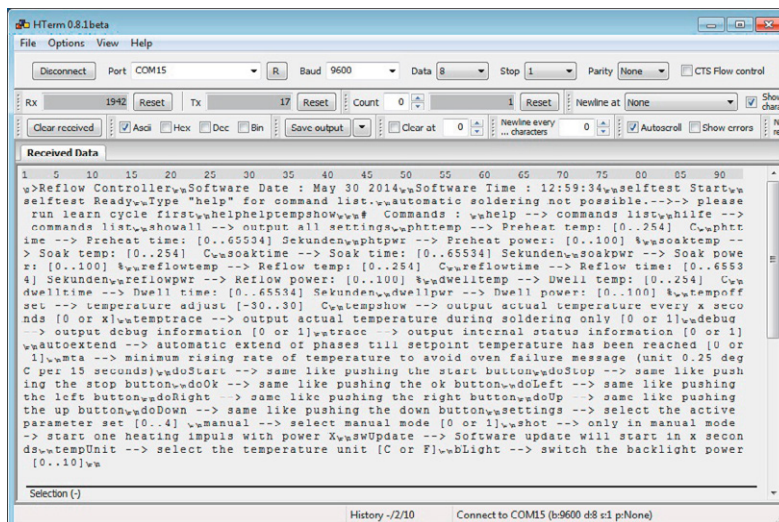 HTerm 0.8.1beta
File Options View Help
Disconnect Port COM15 R Baud 9600 Data 8 Stop 1 Parity None CTS Flow control
Rx 1942 Reset Tx 17 Reset Count 0 1 Reset Newline at None Show
Clear received Ascii Hex Dec Bin Save output Clear at 0 Newline every ... characters 0 Autoscroll Show errors
Received Data
1 5 10 15 20 25 30 35 40 45 50 55 60 65 70 75 80 85 90
>Reflow Controller Software Date : May 30 2014 Software Time : 12:59:34 selftest Start
selftest Ready Type "help" for command list. automatic soldering not possible.->-> please
run learn cycle first helphelptempshow # Commands : help --> commands list hilfe -->
commands list showall --> output all settings phttemp --> Preheat temp: [0..254] C phtt
ime --> Preheat time: [0..65534] Sekunden phtpwr --> Preheat power: [0..100] % soaktemp --
> Soak temp: [0..254] C soaktime --> Soak time: [0..65534] Sekunden soakpwr --> Soak powe
r: [0..100] % reflowtemp --> Reflow temp: [0..254] C reflowtime --> Reflow time: [0..6553
4] Sekunden reflowpwr --> Reflow power: [0..100] % dwelltemp --> Dwell temp: [0..254] C
dwelltime --> Dwell time: [0..65534] Sekunden dwellpwr --> Dwell power: [0..100] % tempoff
set --> temperature adjust [-30..30] C tempshow --> output actual temperature every x seco
nds [0 or x] temptrace --> output actual temperature during soldering only [0 or 1] debug
--> output debug information [0 or 1] trace --> output internal status information [0 or 1]
autoextend --> automatic extend of phases till setpoint temperature has been reached [0 or
1] mta --> minimum rising rate of temperature to avoid oven failure message (unit 0.25 deg
C per 15 seconds) doStart --> same like pushing the start button doStop --> same like push
ing the stop button doOk --> same like pushing the ok button doLeft --> same like pushing
the left button doRight --> same like pushing the right button doUp --> same like pushing
the up button doDown --> same like pushing the down button settings --> select the active
parameter set [0..4] manual --> select manual mode [0 or 1] shot --> only in manual mode -
-> start one heating impuls with power X swUpdate --> Software update will start in x secon
ds tempUnit --> select the temperature unit [C or F] bLight --> switch the backlight power
[0..10]
Selection (-)
History -/2/10 Connect to COM15 (b:9600 d:8 s:1 p:None)